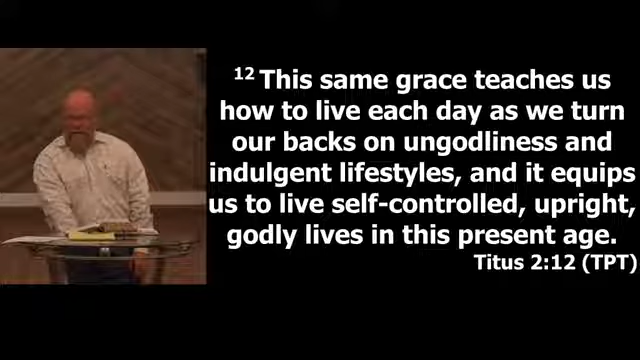 12 This same grace teaches us
how to live each day as we turn
our backs on ungodliness and
indulgent lifestyles, and it equips
us to live self-controlled, upright,
godly lives in this present age.
Titus 2:12 (TPT)